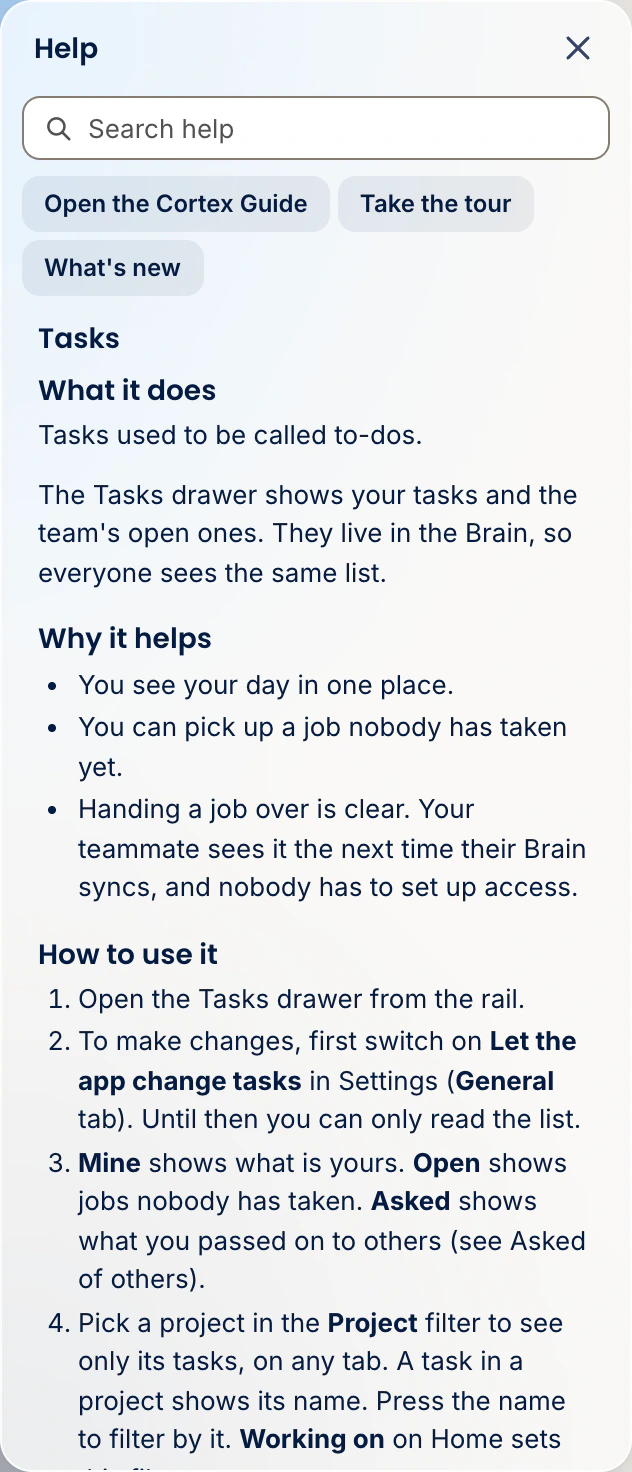 Help
Search help
Open the Cortex Guide
Take the tour
What's new
Tasks
What it does
Tasks used to be called to-dos.
The Tasks drawer shows your tasks and the
team's open ones. They live in the Brain, so
everyone sees the same list.
Why it helps
• You see your day in one place.
• You can pick up a job nobody has taken
yet.
• Handing a job over is clear. Your
teammate sees it the next time their Brain
syncs, and nobody has to set up access.
How to use it
1. Open the Tasks drawer from the rail.
2. To make changes, first switch on Let the
app change tasks in Settings (General
tab). Until then you can only read the list.
3. Mine shows what is yours. Open shows
jobs nobody has taken. Asked shows
what you passed on to others (see Asked
of others).
4. Pick a project in the Project filter to see
only its tasks, on any tab. A task in a
project shows its name. Press the name
to filter by it. Working on on Home sets